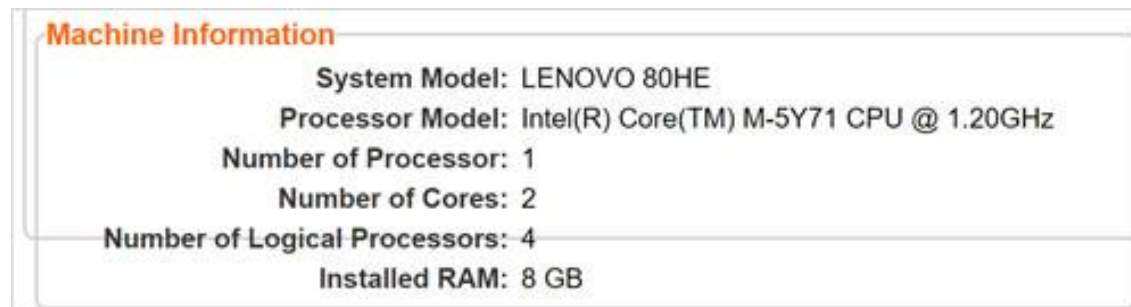 Machine Information
System Model: LENOVO 80HE
Processor Model: Intel(R) Core(TM) M-5Y71 CPU @ 1.20GHz
Number of Processor: 1
Number of Cores: 2
Number of Logical Processors: 4
Installed RAM: 8 GB